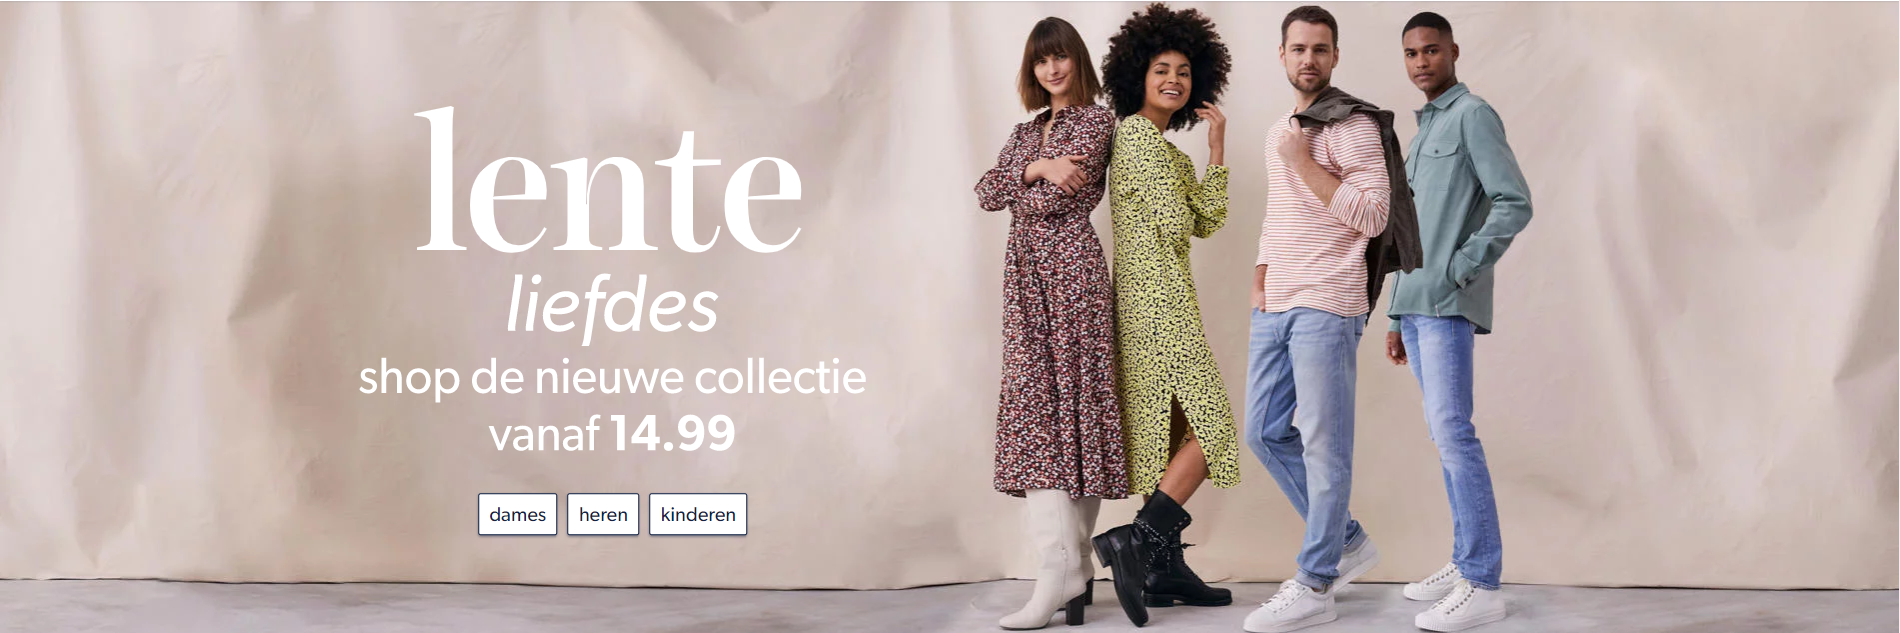 lente
liefdes
shop de nieuwe collectie
vanaf 14.99
dames heren kinderen